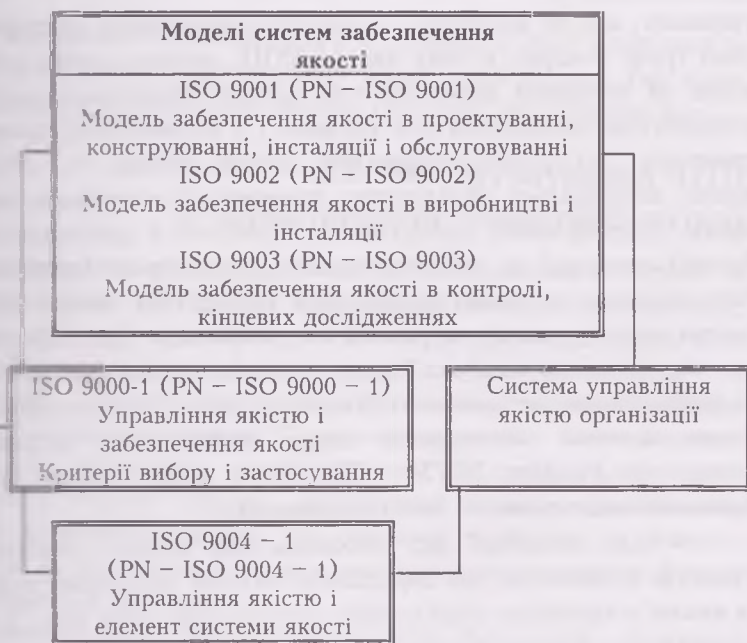 Моделі систем забезпечення
якості
ISO 9001 (PN – ISO 9001)
Модель забезпечення якості в проектуванні,
конструюванні, інсталяції і обслуговуванні
ISO 9002 (PN – ISO 9002)
Модель забезпечення якості в виробництві і
інсталяції
ISO 9003 (PN – ISO 9003)
Модель забезпечення якості в контролі,
кінцевих дослідженнях
ISO 9000-1 (PN – ISO 9000 – 1)
Управління якістю і
забезпечення якості
Критерії вибору і застосування
Система управління
якістю організації
ISO 9004 – 1
(PN – ISO 9004 – 1)
Управління якістю і
елемент системи якості